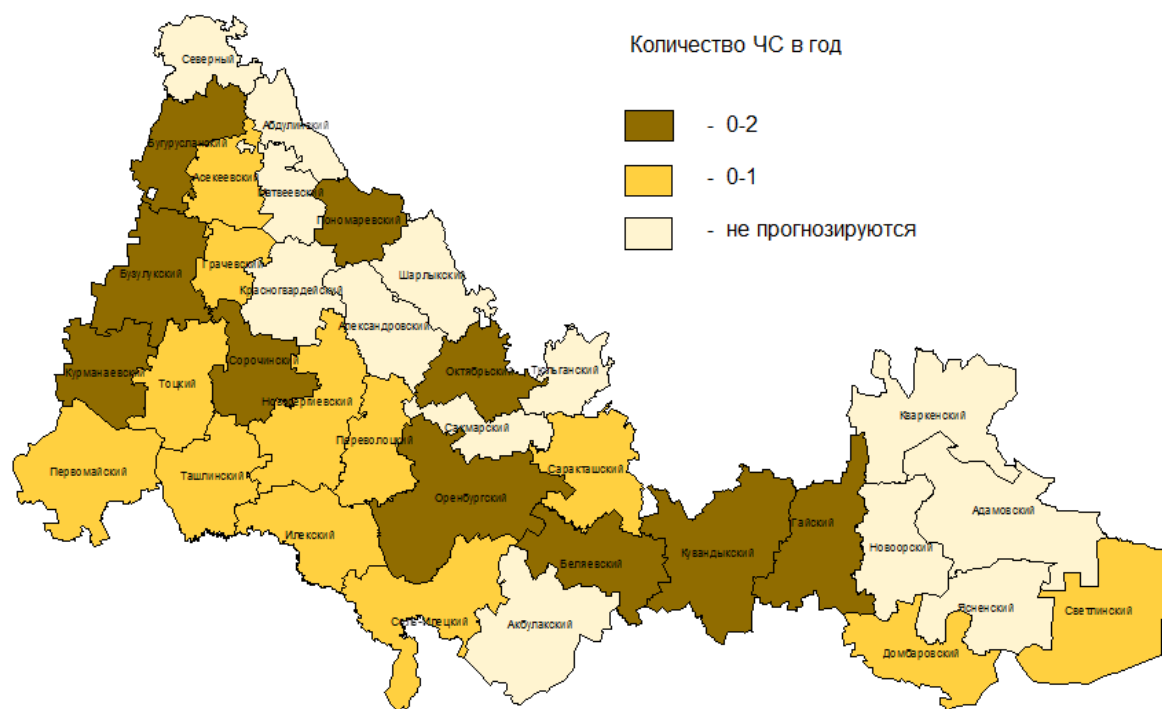 Количество ЧС в год
- 0-2
- 0-1
- не прогнозируются
Северный
Абдулинский
Бугурусланский
Асекеевский
Матвеевский
Пономаревский
Грачевский
Бузулукский
Шарлыкский
Красногвардейский
Александровский
Курманаевский
Тоцкий
Сорочинский
Октябрьский
Тюльганский
Новосергиевский
Кваркенский
Сакмарский
Переволоцкий
Первомайский
Ташлинский
Саракташский
Оренбургский
Адамовский
Гайский
Илекский
Новоорский
Кувандыкский
Беляевский
Ясненский
Светлинский
Соль-Илецкий
Акбулакский
Домбаровский